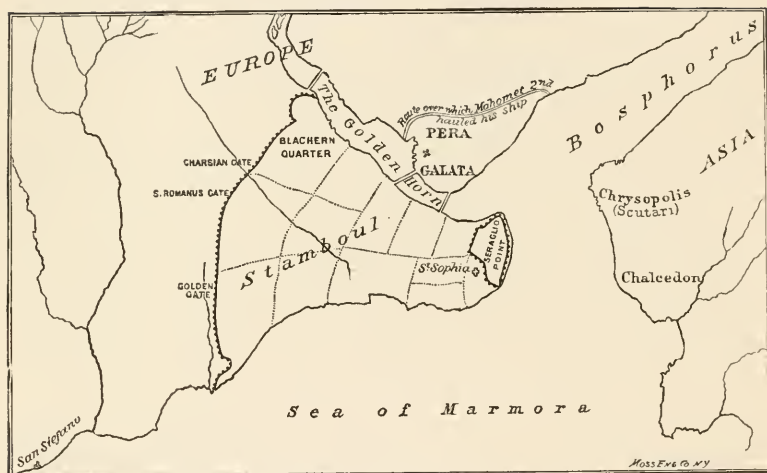 EUROPE
The Golden Horn
Route over which Mahomet 2nd
hauled his ship
PERA
GALATA
Bosphorus
ASIA
BLACHERN
QUARTER
CHARSIAN GATE
S. ROMANUS GATE
Stamboul
GOLDEN
GATE
St. Sophia
SERAGLIO
POINT
Chrysopolis
(Scutari)
Chalcedon
Sea of Marmora
San Stefano
MOSS ENG CO NY